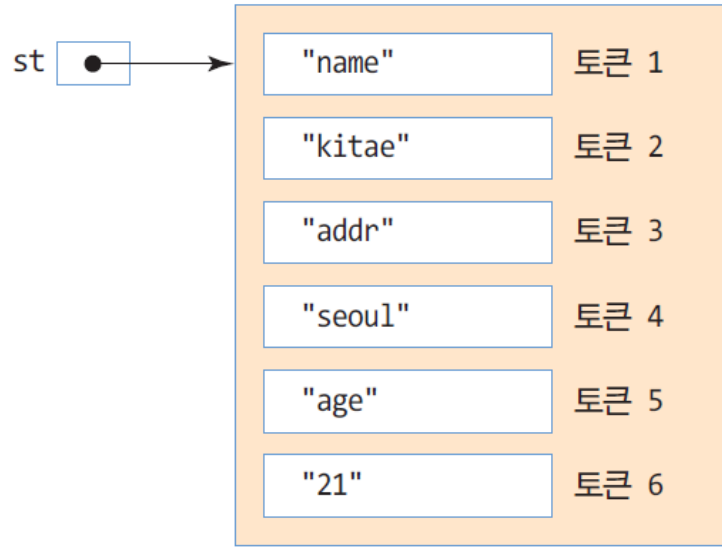 st "name" 토큰 1
"kitae" 토큰 2
"addr" 토큰 3
"seoul" 토큰 4
"age" 토큰 5
"21" 토큰 6